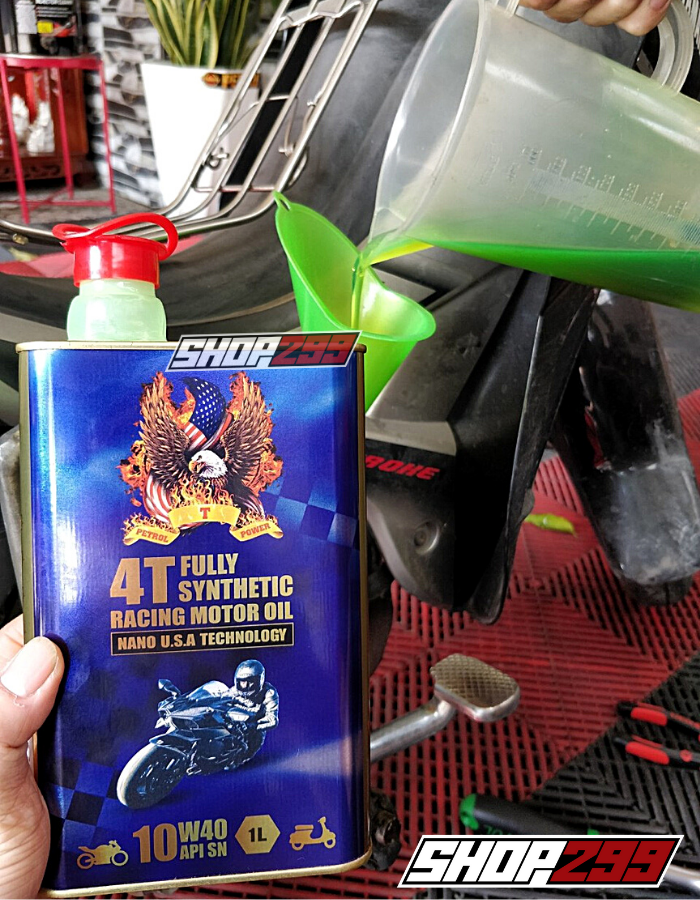 SHOP299
T
PETROL POWER
4T FULLY
SYNTHETIC
RACING MOTOR OIL
NANO U.S.A TECHNOLOGY
10W40
API SN
1L
SHOP299